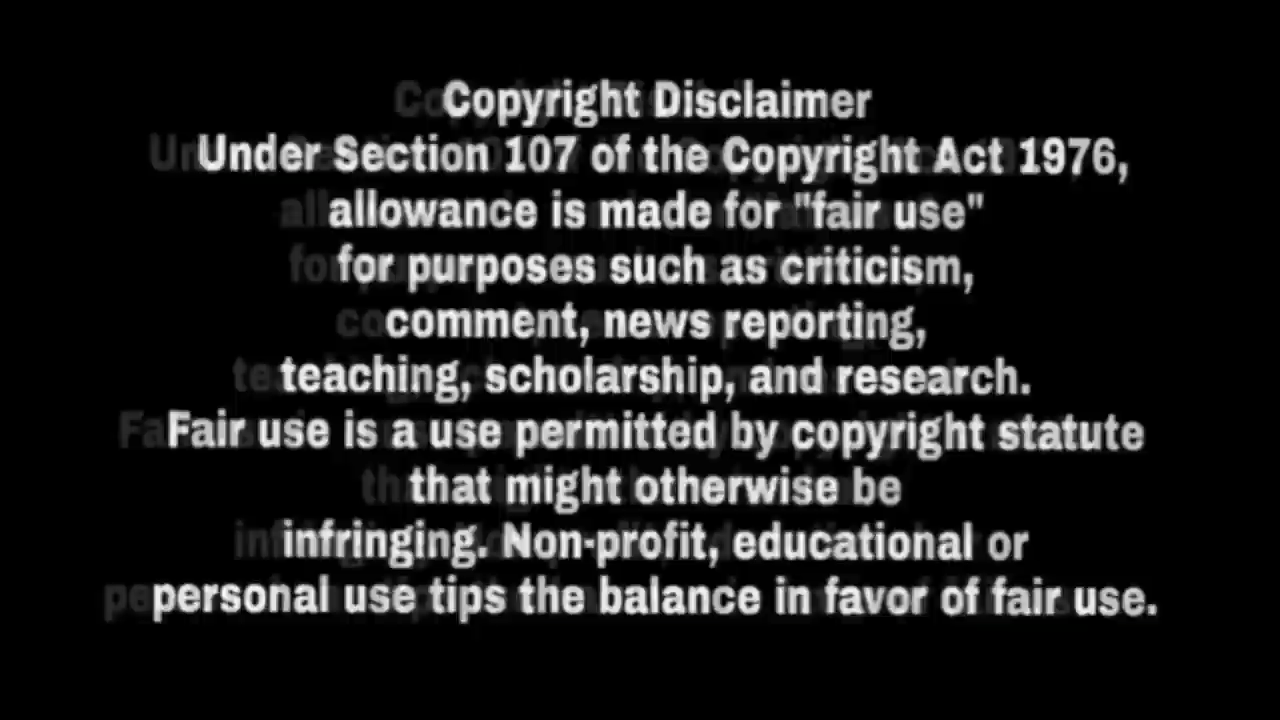 Copyright Disclaimer
Under Section 107 of the Copyright Act 1976,
allowance is made for "fair use"
for purposes such as criticism,
comment, news reporting,
teaching, scholarship, and research.
Fair use is a use permitted by copyright statute
that might otherwise be
infringing. Non-profit, educational or
personal use tips the balance in favor of fair use.